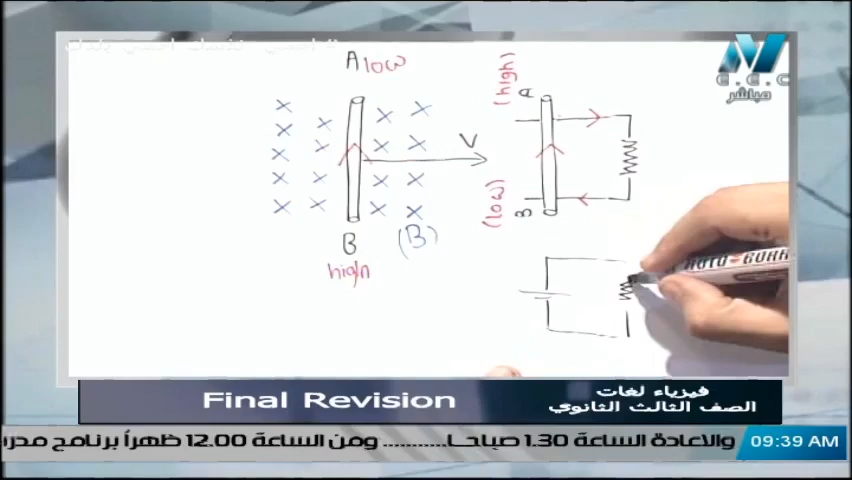 A low
V
B
high
(B)
(high)
A
(low)
B
E.E.C
مباشر
ROTO
Final Revision
فيزياء لغات
الصف الثالث الثانوي
والاعادة الساعة 1.30 صباحا........... ومن الساعة 12.00 ظهراً برنامج
09:39 AM